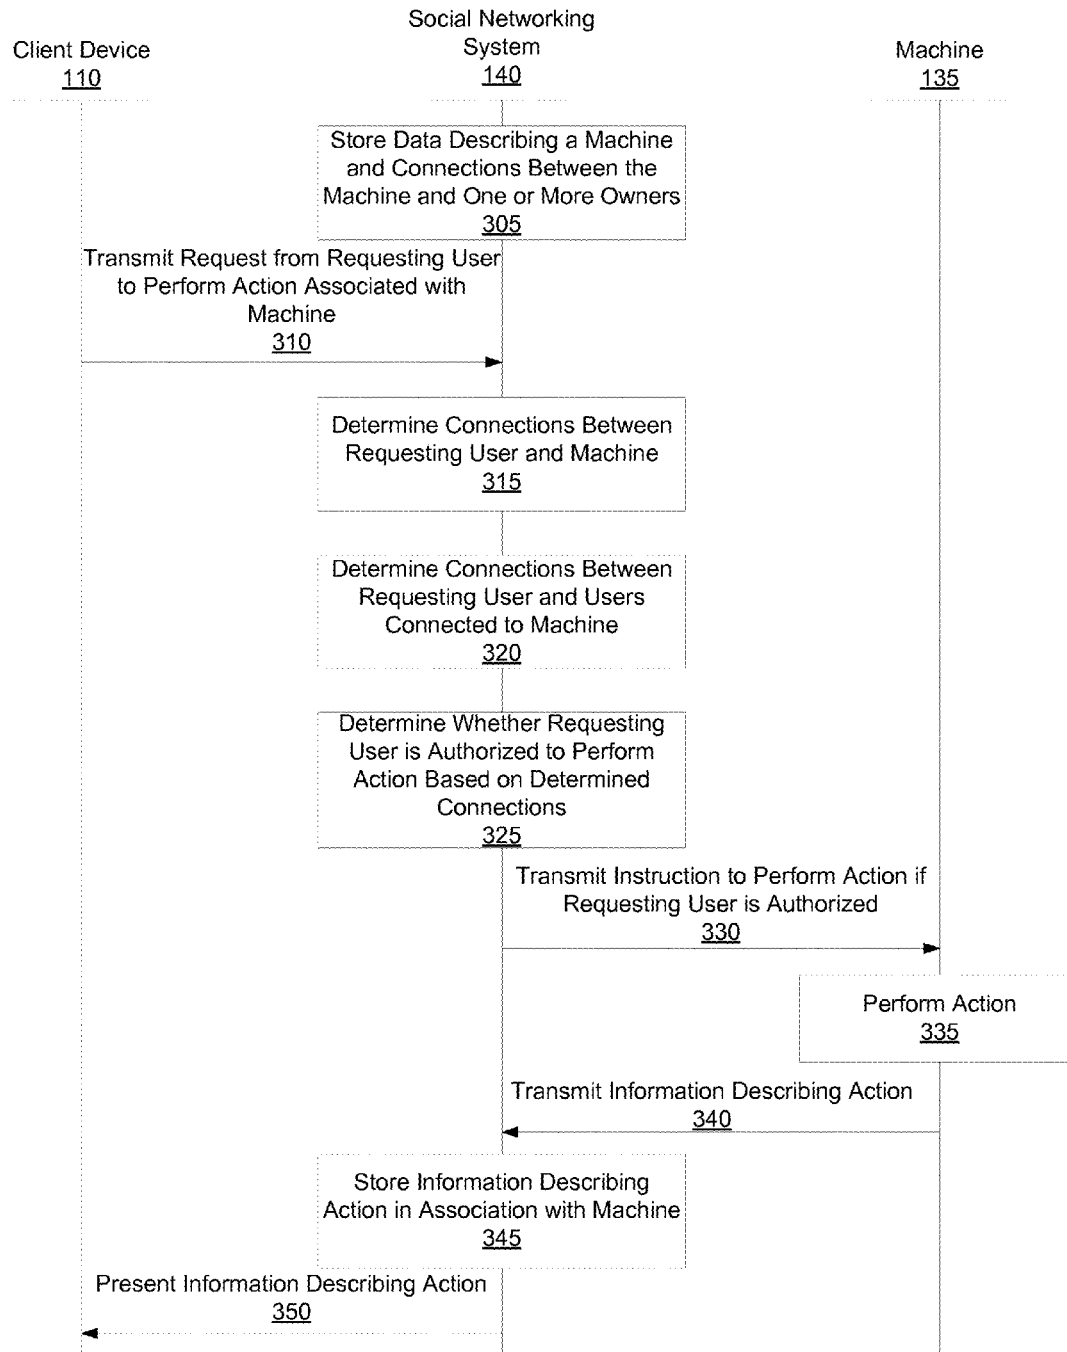 Social Networking
System
140
Client Device
110
Machine
135
Store Data Describing a Machine
and Connections Between the
Machine and One or More Owners
305
Transmit Request from Requesting User
to Perform Action Associated with
Machine
310
Determine Connections Between
Requesting User and Machine
315
Determine Connections Between
Requesting User and Users
Connected to Machine
320
Determine Whether Requesting
User is Authorized to Perform
Action Based on Determined
Connections
325
Transmit Instruction to Perform Action if
Requesting User is Authorized
330
Perform Action
335
Transmit Information Describing Action
340
Store Information Describing
Action in Association with Machine
345
Present Information Describing Action
350